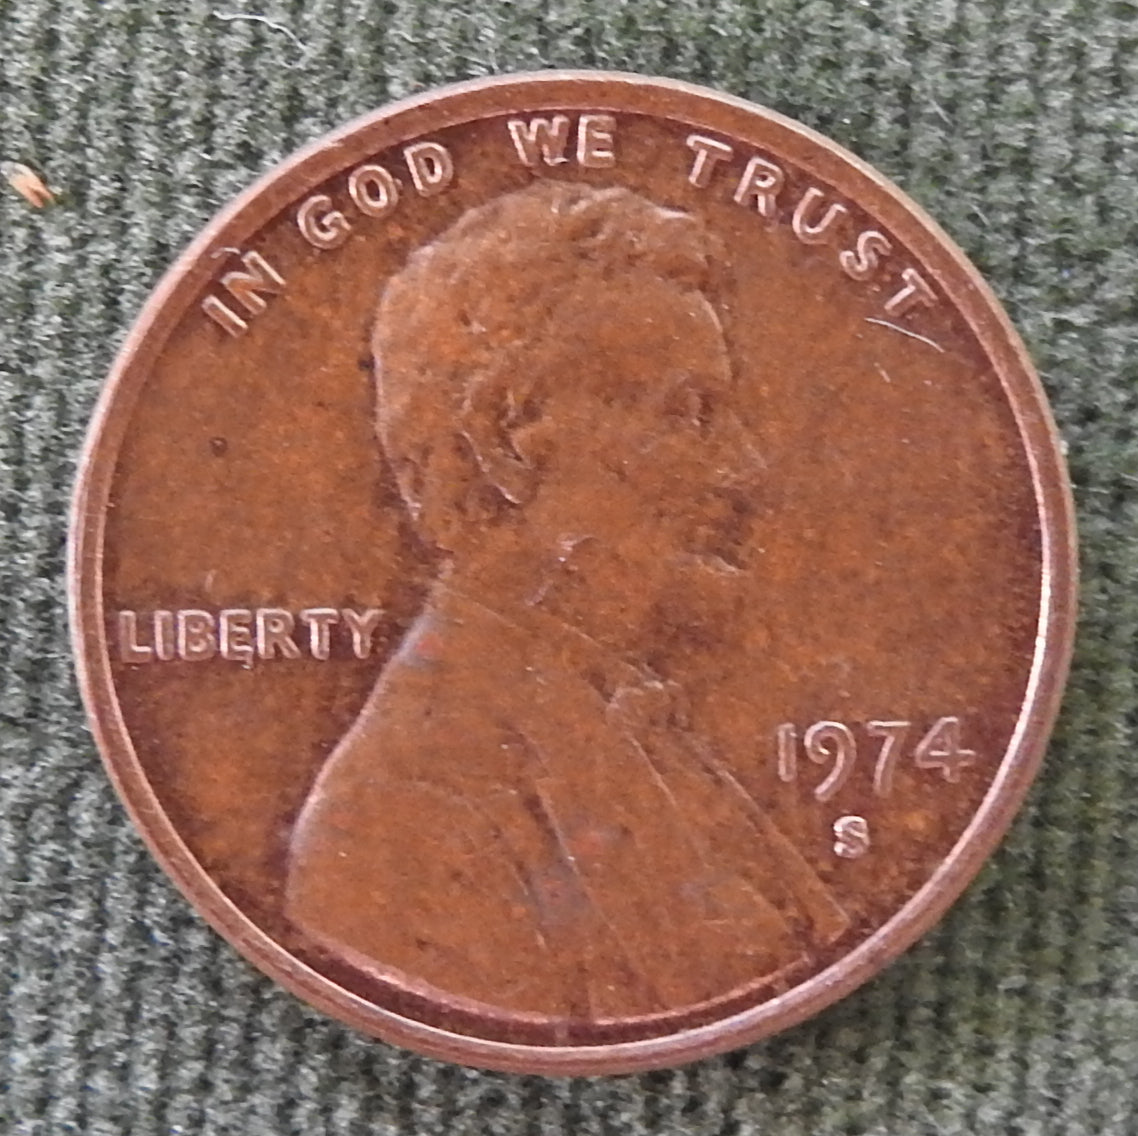 IN GOD WE TRUST
LIBERTY
1974
S